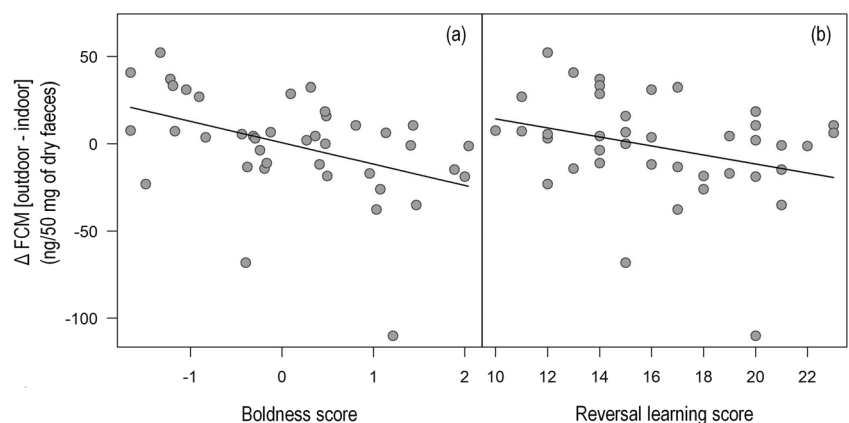 Δ FCM [outdoor - indoor]
(ng/50 mg of dry faeces)
50
0
-50
-100
(a)
-1
0
1
2
Boldness score
(b)
10
12
14
16
18
20
22
Reversal learning score